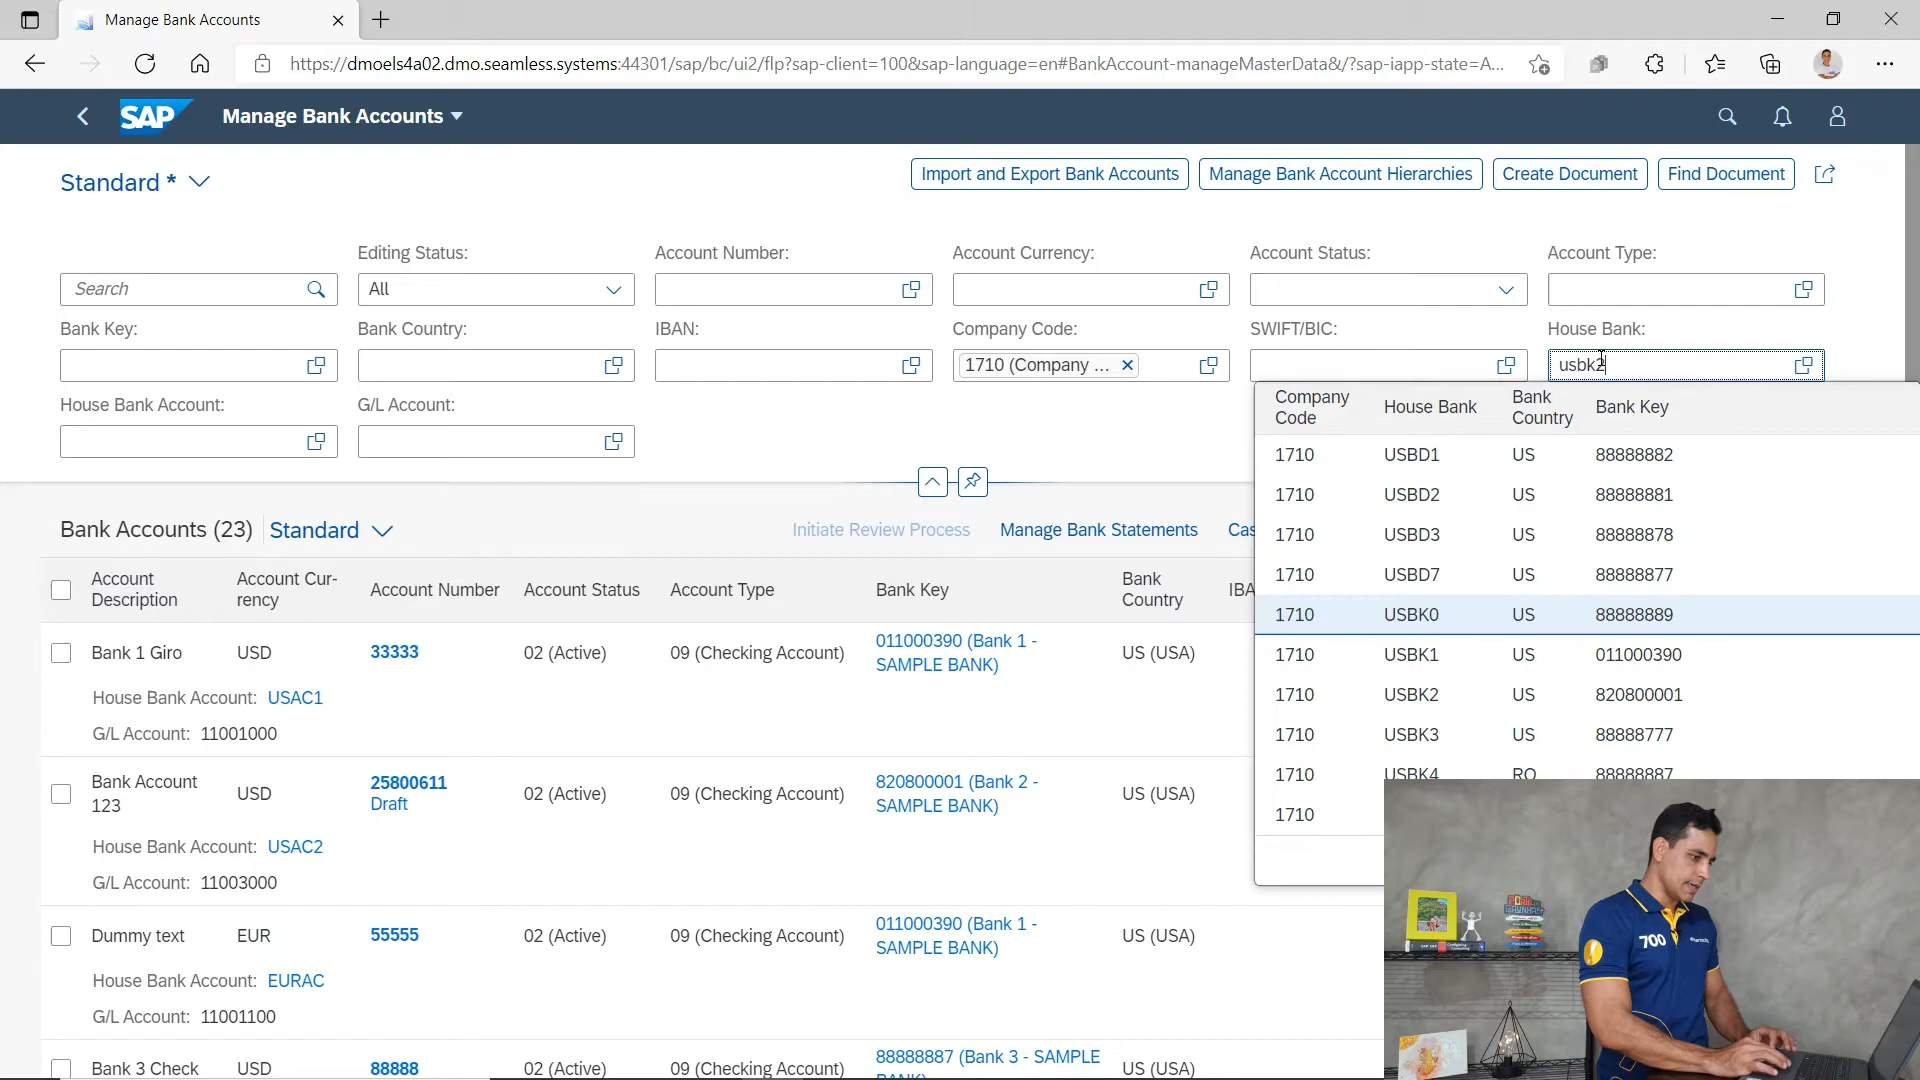 Manage Bank Accounts
https://dmoels4a02.dmo.seamless.systems:44301/sap/bc/ui2/flp?sap-client=100&sap-language=en#BankAccount-manageMasterData&/?sap-iapp-state=A...
SAP Manage Bank Accounts
Standard *
Import and Export Bank Accounts Manage Bank Account Hierarchies Create Document Find Document
Editing Status: Account Number: Account Currency: Account Status: Account Type:
Search All
Bank Key: Bank Country: IBAN: Company Code: SWIFT/BIC: House Bank:
1710 (Company ... usbk2
House Bank Account: G/L Account:
Company Code House Bank Bank Country Bank Key
1710 USBD1 US 88888882
1710 USBD2 US 88888881
1710 USBD3 US 88888878
1710 USBD7 US 88888877
1710 USBK0 US 88888889
1710 USBK1 US 011000390
1710 USBK2 US 820800001
1710 USBK3 US 88888777
1710 USBK4 RO 88888887
1710
Bank Accounts (23) Standard
Initiate Review Process Manage Bank Statements Cas
Account Description Account Cur-rency Account Number Account Status Account Type Bank Key Bank Country IBA
Bank 1 Giro USD 33333 02 (Active) 09 (Checking Account) 011000390 (Bank 1 - SAMPLE BANK) US (USA)
House Bank Account: USAC1
G/L Account: 11001000
Bank Account 123 USD 25800611 Draft 02 (Active) 09 (Checking Account) 820800001 (Bank 2 - SAMPLE BANK) US (USA)
House Bank Account: USAC2
G/L Account: 11003000
Dummy text EUR 55555 02 (Active) 09 (Checking Account) 011000390 (Bank 1 - SAMPLE BANK) US (USA)
House Bank Account: EURAC
G/L Account: 11001100
Bank 3 Check USD 88888 02 (Active) 09 (Checking Account) 88888887 (Bank 3 - SAMPLE BANK) US (USA)
700